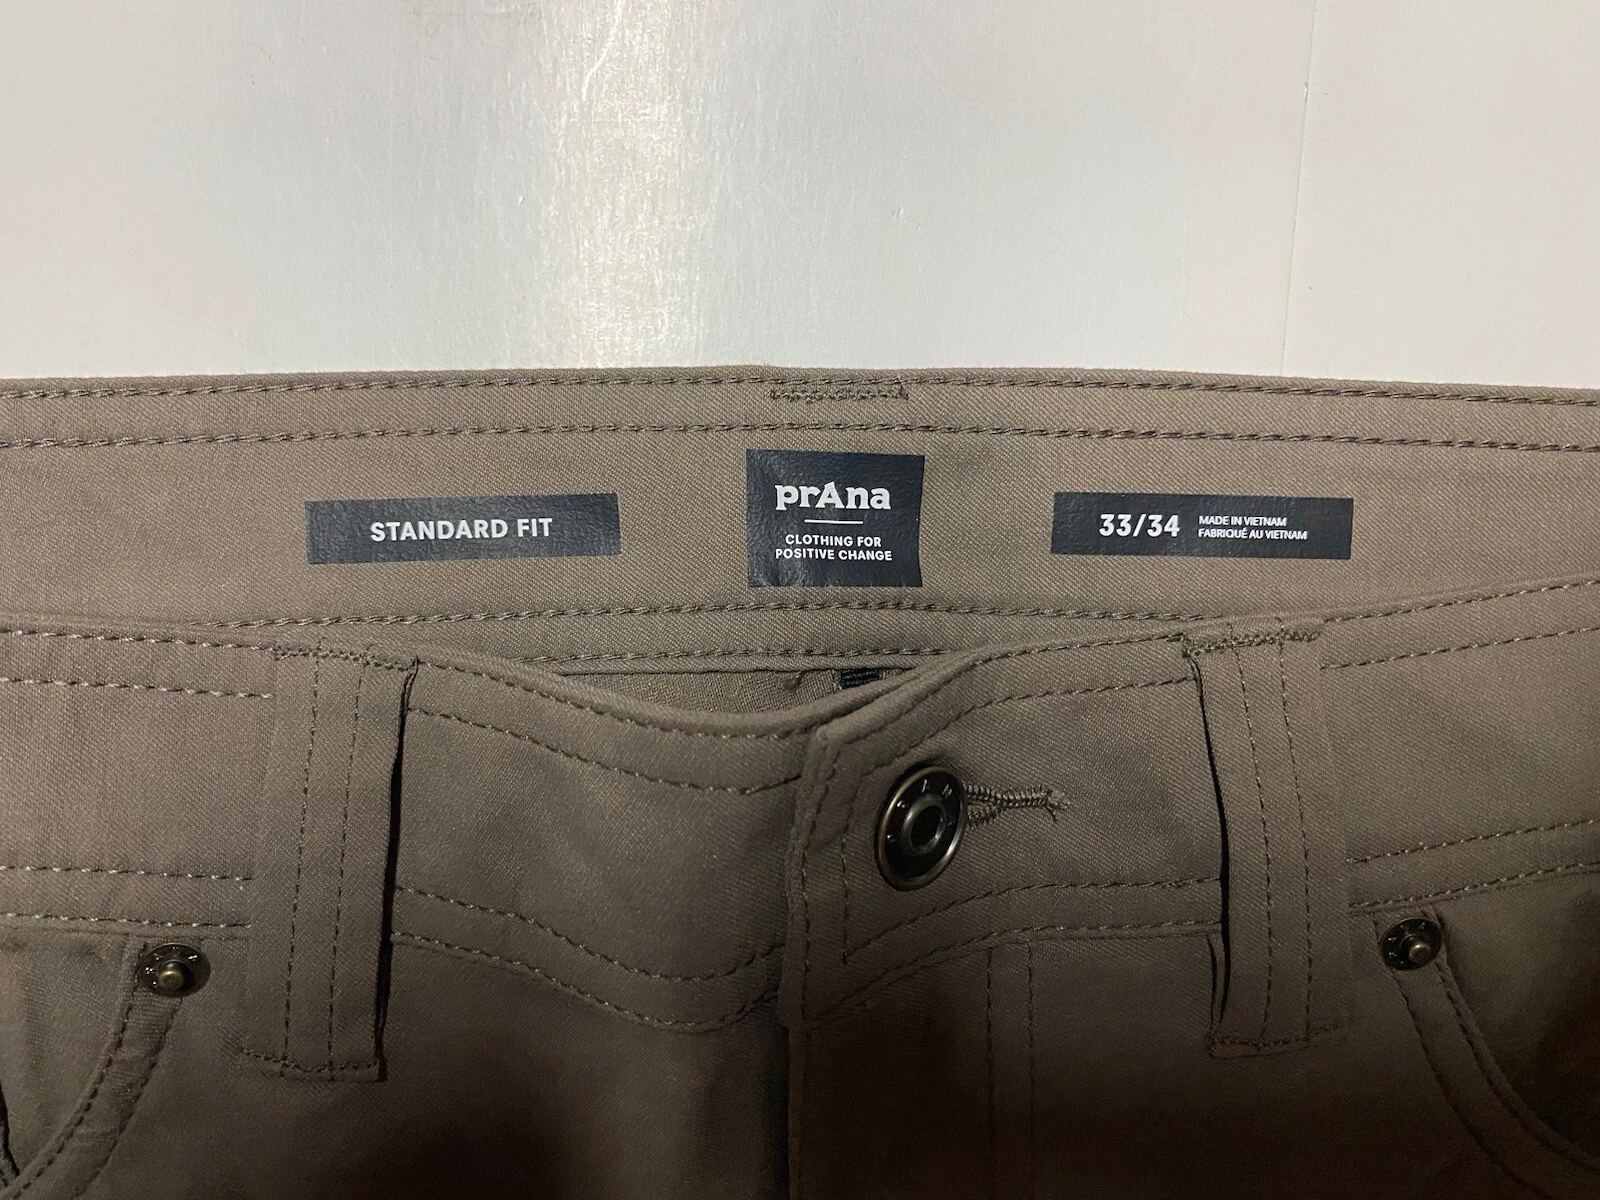 STANDARD FIT
prAna
CLOTHING FOR
POSITIVE CHANGE
33/34
MADE IN VIETNAM
FABRIQUÉ AU VIETNAM